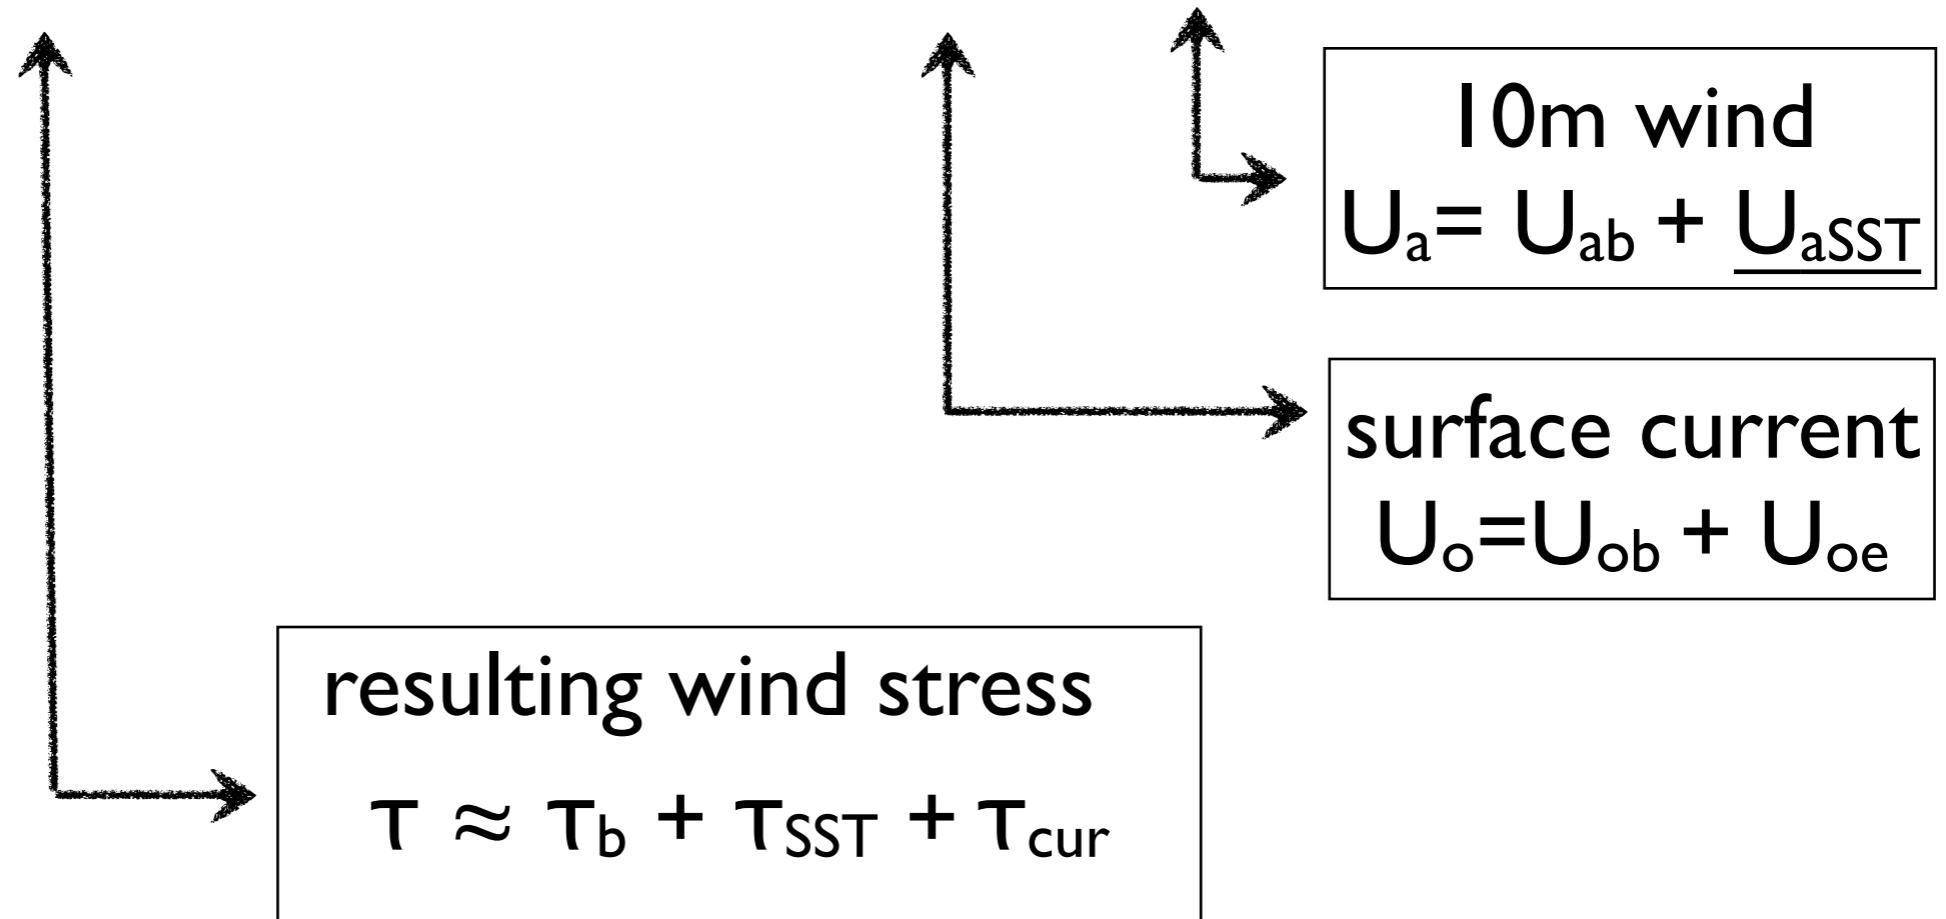 10m wind
Uₐ= Uₐb + UₐSST
surface current
Uₒ=Uₒb + Uₒₑ
resulting wind stress
τ ≈ τb + τSST + τcur